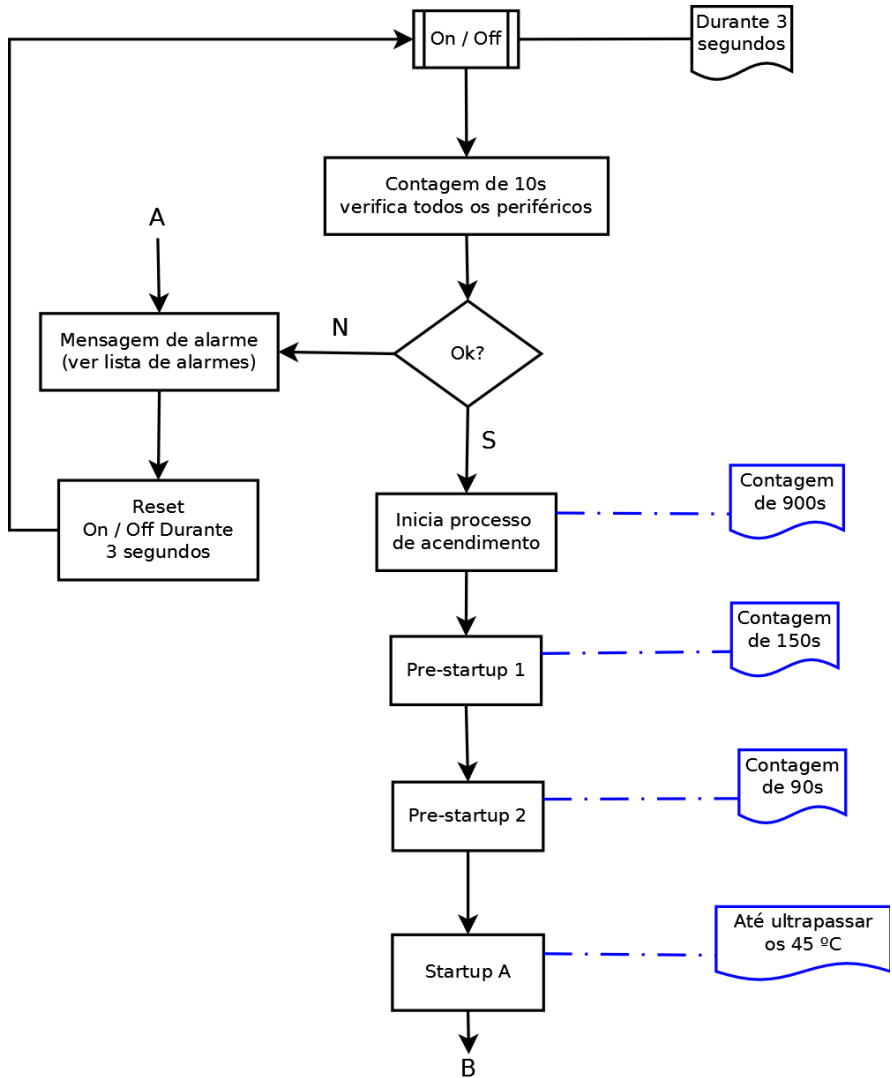 On / Off
Durante 3
segundos
Contagem de 10s
verifica todos os periféricos
A
Mensagem de alarme
(ver lista de alarmes)
N
Ok?
S
Reset
On / Off Durante
3 segundos
Inicia processo
de acendimento
Contagem
de 900s
Pre-startup 1
Contagem
de 150s
Pre-startup 2
Contagem
de 90s
Startup A
Até ultrapassar
os 45 ºC
B